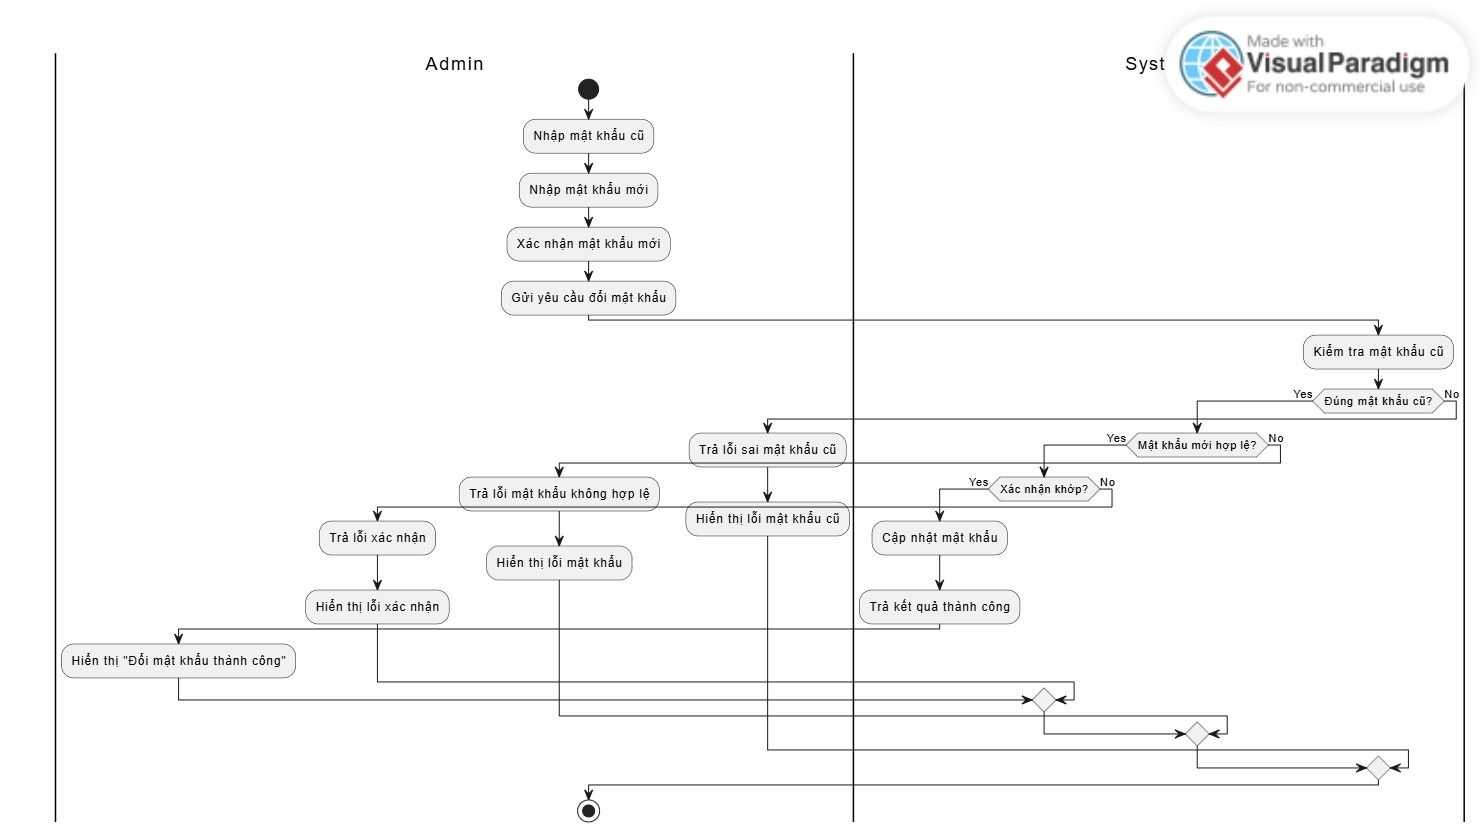 Made with
Visual Paradigm
For non-commercial use
Admin
Syst
Nhập mật khẩu cũ
Nhập mật khẩu mới
Xác nhận mật khẩu mới
Gửi yêu cầu đổi mật khẩu
Kiểm tra mật khẩu cũ
Yes
Đúng mật khẩu cũ?
No
Trả lỗi sai mật khẩu cũ
Yes
Mật khẩu mới hợp lệ?
No
Trả lỗi mật khẩu không hợp lệ
Yes
Xác nhận khớp?
No
Hiển thị lỗi mật khẩu cũ
Trả lỗi xác nhận
Cập nhật mật khẩu
Hiển thị lỗi mật khẩu
Hiển thị lỗi xác nhận
Trả kết quả thành công
Hiển thị "Đổi mật khẩu thành công"